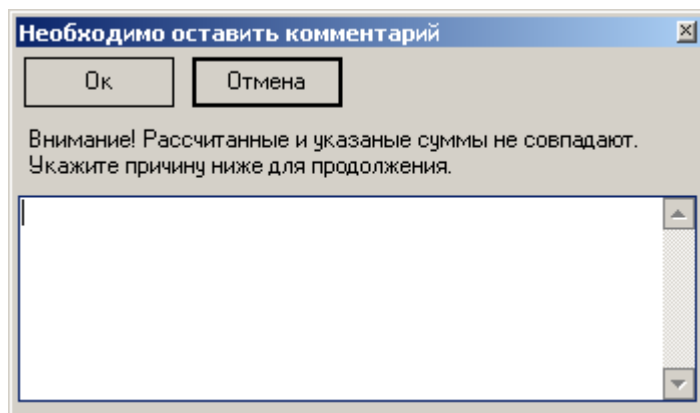 Необходимо оставить комментарий
Ок
Отмена
Внимание! Рассчитанные и указаные суммы не совпадают.
Укажите причину ниже для продолжения.